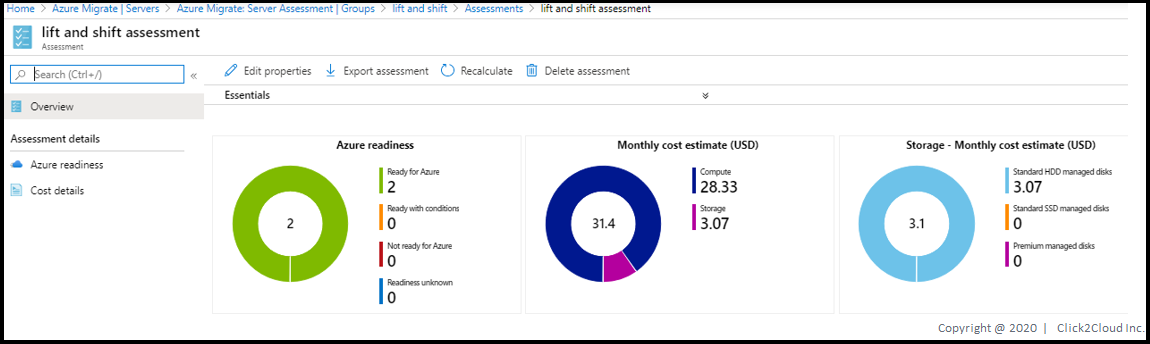 Home > Azure Migrate | Servers > Azure Migrate: Server Assessment | Groups > lift and shift > Assessments > lift and shift assessment
lift and shift assessment
Assessment
Search (Ctrl+/)
«
Overview
Assessment details
Azure readiness
Cost details
Edit properties
Export assessment
Recalculate
Delete assessment
Essentials
Azure readiness
2
Ready for Azure
2
Ready with conditions
0
Not ready for Azure
0
Readiness unknown
0
Monthly cost estimate (USD)
31.4
Compute
28.33
Storage
3.07
Storage - Monthly cost estimate (USD)
3.1
Standard HDD managed disks
3.07
Standard SSD managed disks
0
Premium managed disks
0
Copyright @ 2020 | Click2Cloud Inc.